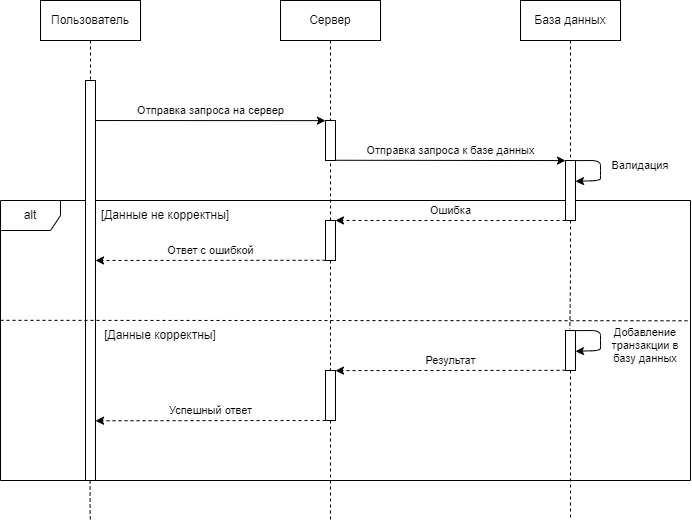 Пользователь
Сервер
База данных
Отправка запроса на сервер
Отправка запроса к базе данных
Валидация
alt
[Данные не корректны]
Ошибка
Ответ с ошибкой
[Данные корректны]
Добавление
транзакции в
базу данных
Результат
Успешный ответ